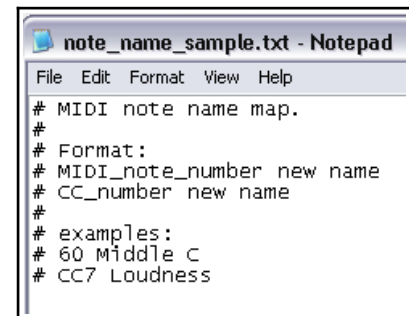 note_name_sample.txt - Notepad
File Edit Format View Help
# MIDI note name map.
#
# Format:
# MIDI_note_number new name
# CC_number new name
#
# examples:
# 60 Middle C
# CC7 Loudness